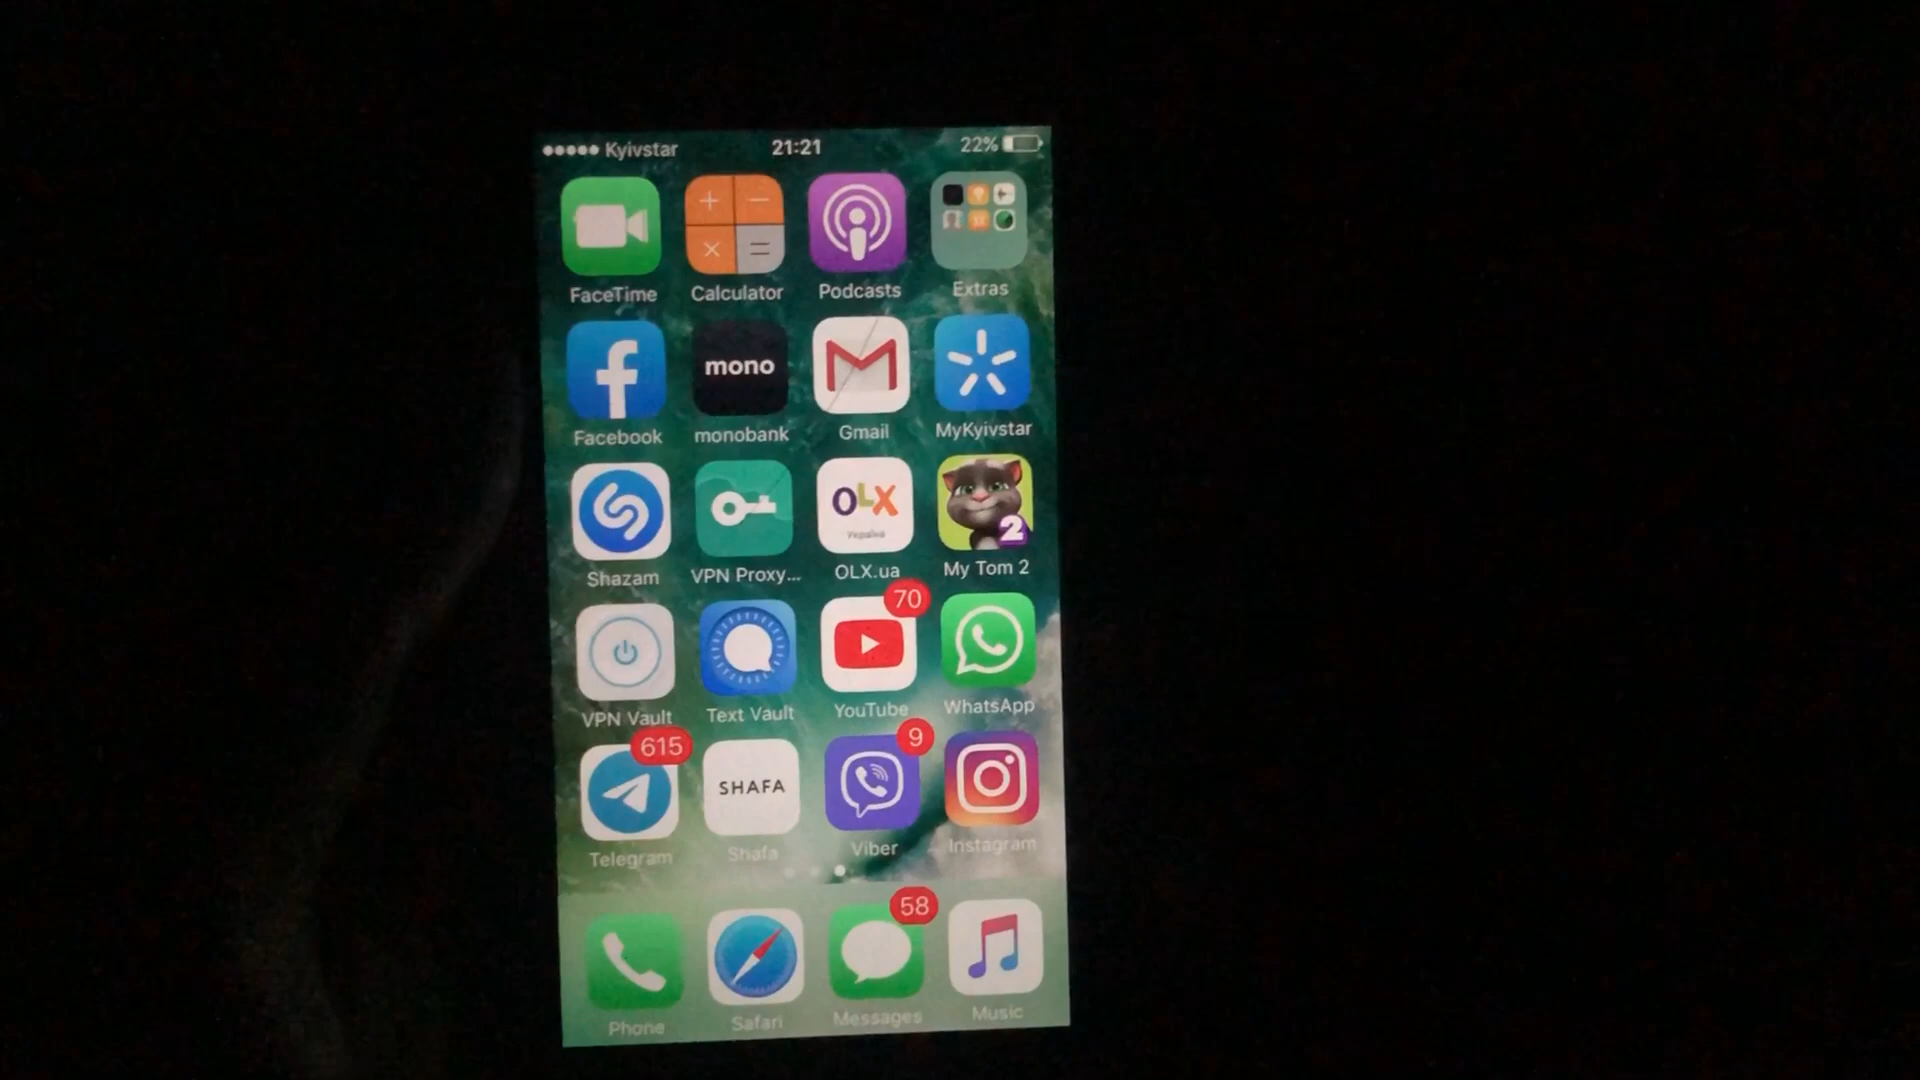 Kyivstar 21:21 22%
FaceTime Calculator Podcasts Extras
mono
Facebook monobank Gmail MyKyivstar
OLX
Україна
2
Shazam VPN Proxy... OLX.ua My Tom 2
70
VPN Vault Text Vault YouTube WhatsApp
615 9
SHAFA
Telegram Shafa Viber Instagram
58
Phone Safari Messages Music